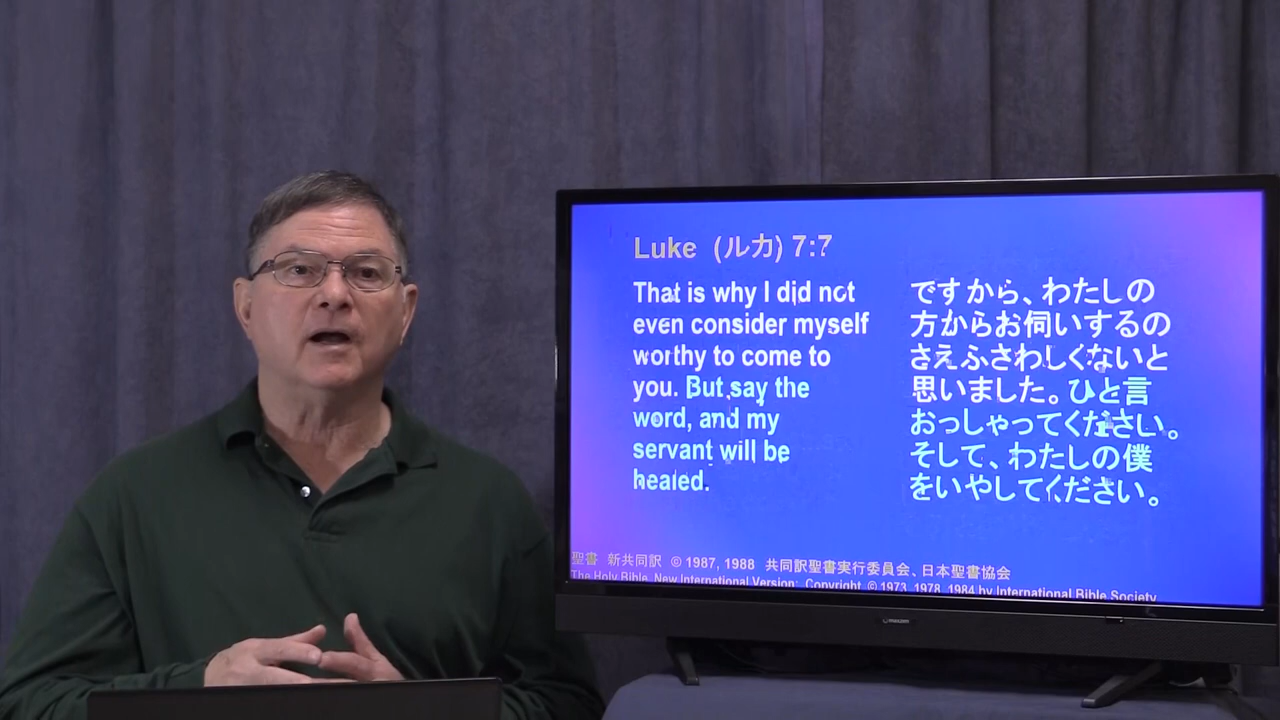 Luke (ルカ) 7:7
That is why I did not
even consider myself
worthy to come to
you. But say the
word, and my
servant will be
healed.
ですから、わたしの
方からお伺いするの
さえふさわしくないと
思いました。ひと言
おっしゃってください。
そして、わたしの僕
をいやしてください。
聖書 新共同訳 © 1987, 1988 共同訳聖書実行委員会、日本聖書協会
The Holy Bible, New International Version: Copyright © 1973, 1978, 1984 by International Bible Society